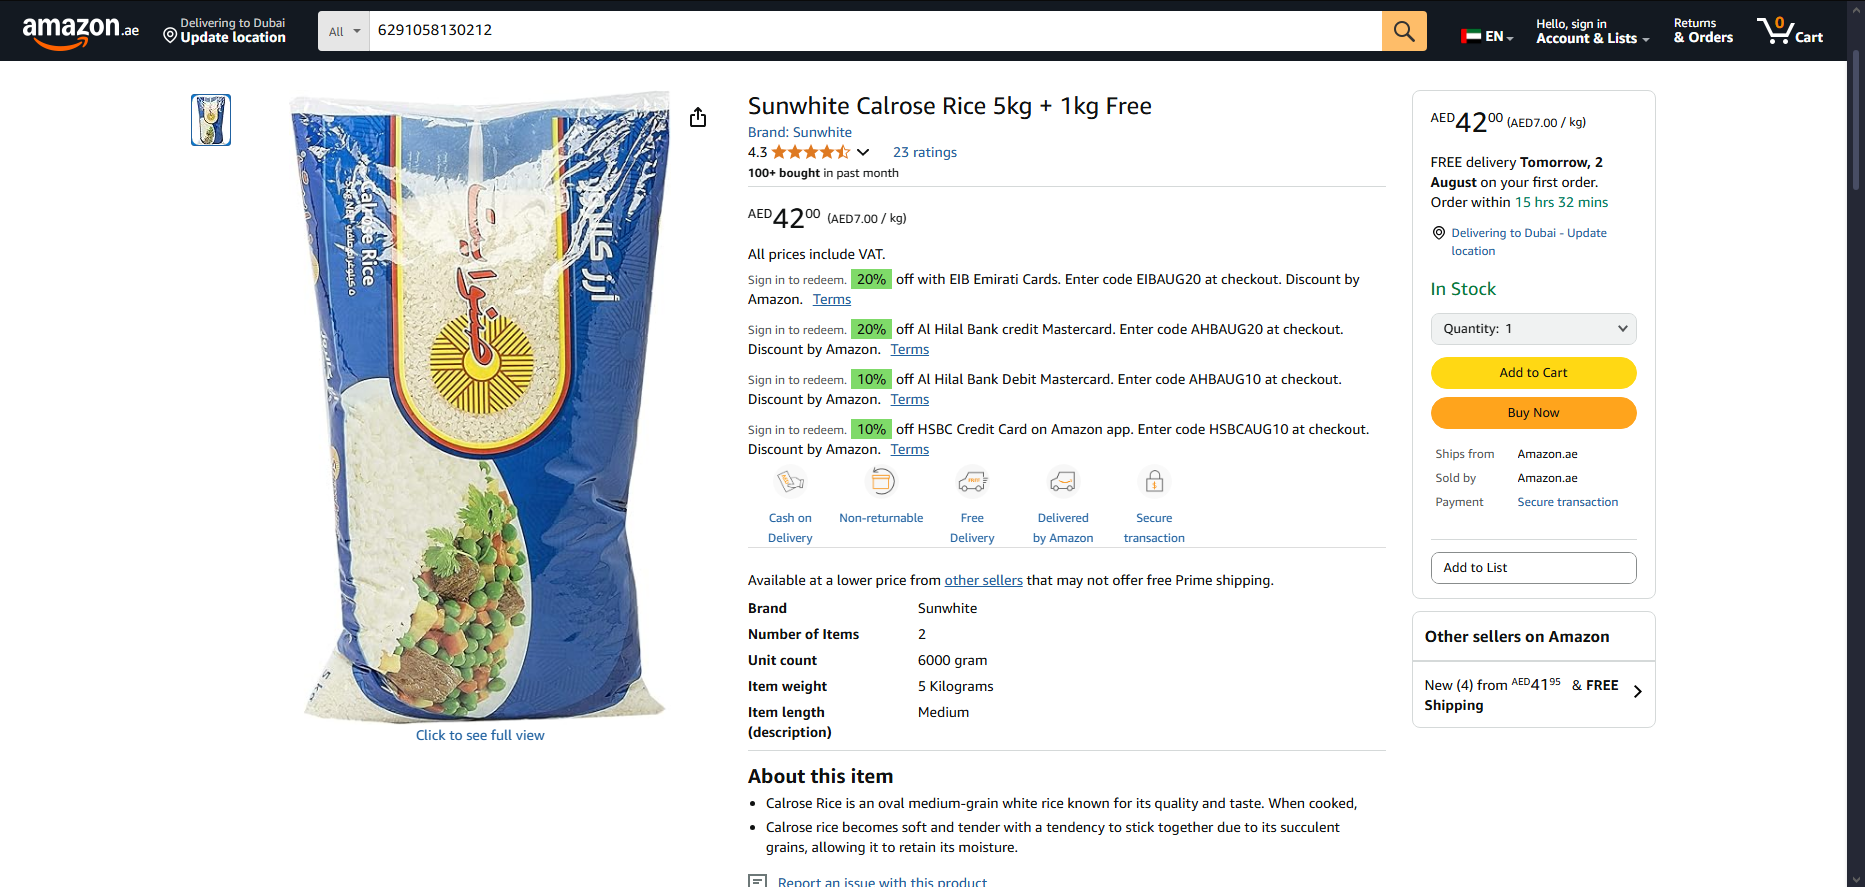 amazon.ae
Delivering to Dubai
Update location
All
6291058130212
EN
Hello, sign in
Account & Lists
Returns
& Orders
0
Cart
أرز كالروز
صنوايت
Calrose Rice
Click to see full view
Sunwhite Calrose Rice 5kg + 1kg Free
Brand: Sunwhite
4.3
23 ratings
100+ bought in past month
AED4200 (AED7.00 / kg)
All prices include VAT.
Sign in to redeem. 20% off with EIB Emirati Cards. Enter code EIBAUG20 at checkout. Discount by
Amazon. Terms
Sign in to redeem. 20% off Al Hilal Bank credit Mastercard. Enter code AHBAUG20 at checkout.
Discount by Amazon. Terms
Sign in to redeem. 10% off Al Hilal Bank Debit Mastercard. Enter code AHBAUG10 at checkout.
Discount by Amazon. Terms
Sign in to redeem. 10% off HSBC Credit Card on Amazon app. Enter code HSBCAUG10 at checkout.
Discount by Amazon. Terms
Cash on
Delivery
Non-returnable
FREE
Free
Delivery
Delivered
by Amazon
Secure
transaction
Available at a lower price from other sellers that may not offer free Prime shipping.
Brand Sunwhite
Number of Items 2
Unit count 6000 gram
Item weight 5 Kilograms
Item length Medium
(description)
About this item
• Calrose Rice is an oval medium-grain white rice known for its quality and taste. When cooked,
• Calrose rice becomes soft and tender with a tendency to stick together due to its succulent
grains, allowing it to retain its moisture.
Report an issue with this product
AED4200 (AED7.00 / kg)
FREE delivery Tomorrow, 2
August on your first order.
Order within 15 hrs 32 mins
Delivering to Dubai - Update
location
In Stock
Quantity: 1
Add to Cart
Buy Now
Ships from Amazon.ae
Sold by Amazon.ae
Payment Secure transaction
Add to List
Other sellers on Amazon
New (4) from AED4195 & FREE
Shipping